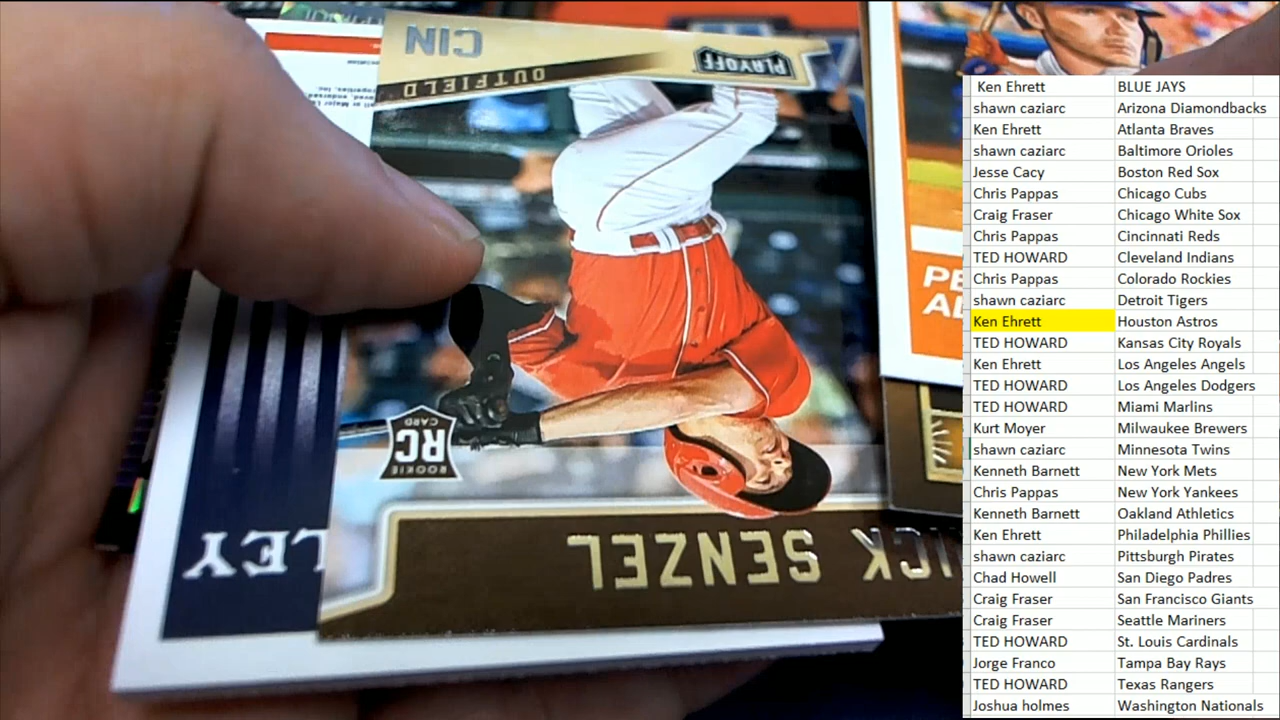 CIN
OUTFIELD
PLAYOFF
RC
ROOKIE
CARD
NICK SENZEL
LEY
PE
AL
Ken Ehrett BLUE JAYS
shawn caziarc Arizona Diamondbacks
Ken Ehrett Atlanta Braves
shawn caziarc Baltimore Orioles
Jesse Cacy Boston Red Sox
Chris Pappas Chicago Cubs
Craig Fraser Chicago White Sox
Chris Pappas Cincinnati Reds
TED HOWARD Cleveland Indians
Chris Pappas Colorado Rockies
shawn caziarc Detroit Tigers
Ken Ehrett Houston Astros
TED HOWARD Kansas City Royals
Ken Ehrett Los Angeles Angels
TED HOWARD Los Angeles Dodgers
TED HOWARD Miami Marlins
Kurt Moyer Milwaukee Brewers
shawn caziarc Minnesota Twins
Kenneth Barnett New York Mets
Chris Pappas New York Yankees
Kenneth Barnett Oakland Athletics
Ken Ehrett Philadelphia Phillies
shawn caziarc Pittsburgh Pirates
Chad Howell San Diego Padres
Craig Fraser San Francisco Giants
Craig Fraser Seattle Mariners
TED HOWARD St. Louis Cardinals
Jorge Franco Tampa Bay Rays
TED HOWARD Texas Rangers
Joshua holmes Washington Nationals